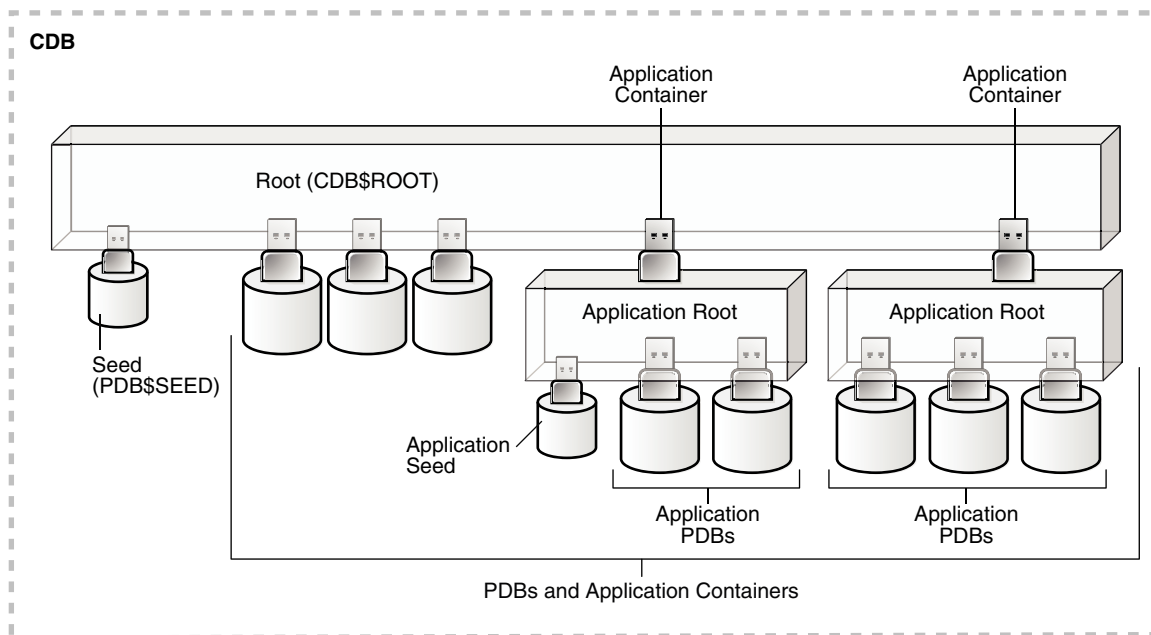 CDB
Application
Container
Application
Container
Root (CDB$ROOT)
Application Root
Application Root
Seed
(PDB$SEED)
Application
Seed
Application
PDBs
Application
PDBs
PDBs and Application Containers